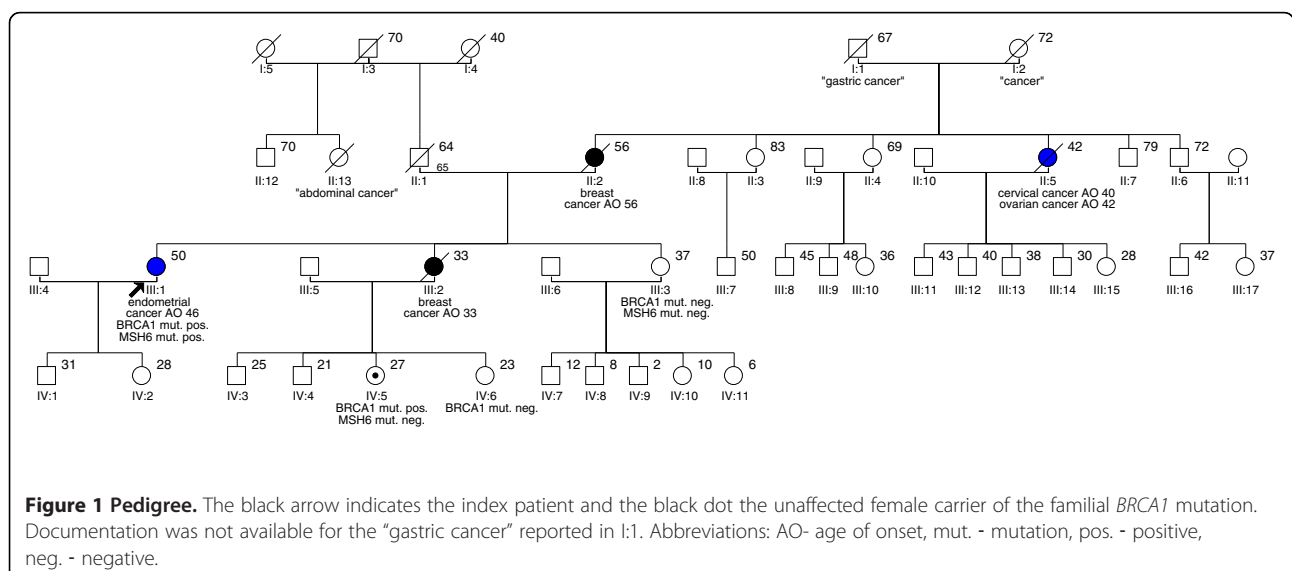 70 40 67 72
I:5 I:3 I:4 I:1 I:2
"gastric cancer" "cancer"
70 64 56 83 69 42 79 72
65
II:12 II:13 II:1 II:2 II:8 II:3 II:9 II:4 II:10 II:5 II:7 II:6 II:11
"abdominal cancer" breast cervical cancer AO 40
cancer AO 56 ovarian cancer AO 42
50 33 37 50 45 48 36 43 40 38 30 28 42 37
III:4 III:1 III:5 III:2 III:6 III:3 III:7 III:8 III:9 III:10 III:11 III:12 III:13 III:14 III:15 III:16 III:17
endometrial breast BRCA1 mut. neg.
cancer AO 46 cancer AO 33 MSH6 mut. neg.
BRCA1 mut. pos.
MSH6 mut. pos.
31 28 25 21 27 23 12 8 2 10 6
IV:1 IV:2 IV:3 IV:4 IV:5 IV:6 IV:7 IV:8 IV:9 IV:10 IV:11
BRCA1 mut. pos. BRCA1 mut. neg.
MSH6 mut. neg.
Figure 1 Pedigree. The black arrow indicates the index patient and the black dot the unaffected female carrier of the familial BRCA1 mutation.
Documentation was not available for the “gastric cancer” reported in I:1. Abbreviations: AO- age of onset, mut. - mutation, pos. - positive,
neg. - negative.